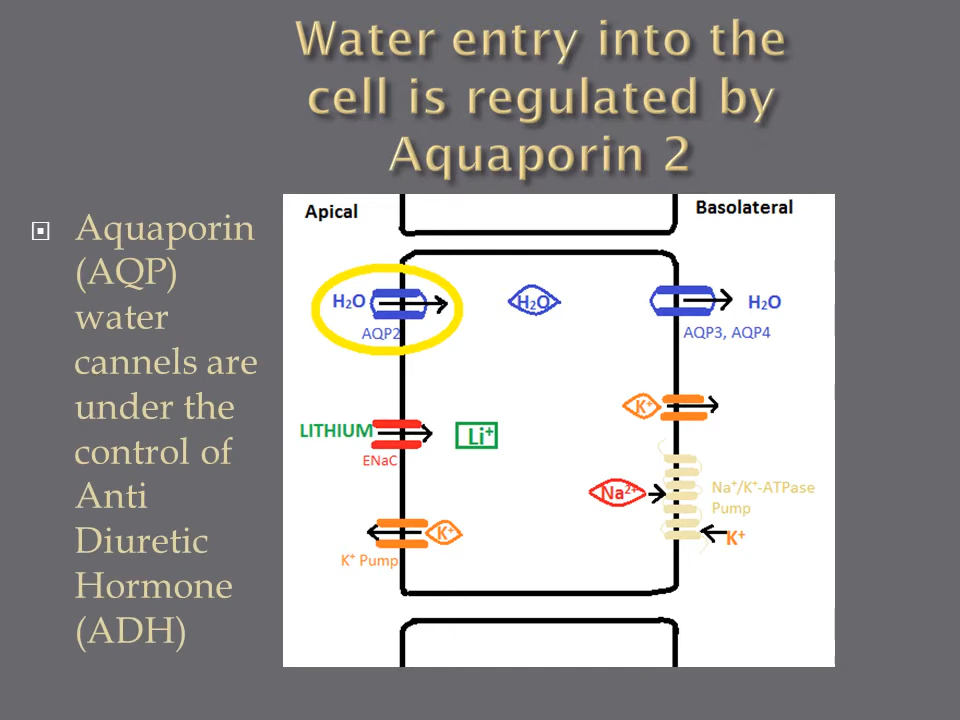 Water entry into the
cell is regulated by
Aquaporin 2
Aquaporin
(AQP)
water
cannels are
under the
control of
Anti
Diuretic
Hormone
(ADH)
Apical
Basolateral
H₂O
H₂O
H₂O
AQP2
AQP3, AQP4
K⁺
LITHIUM
Li⁺
ENaC
Na²⁺
Na⁺/K⁺-ATPase
Pump
K⁺
K⁺
K⁺ Pump